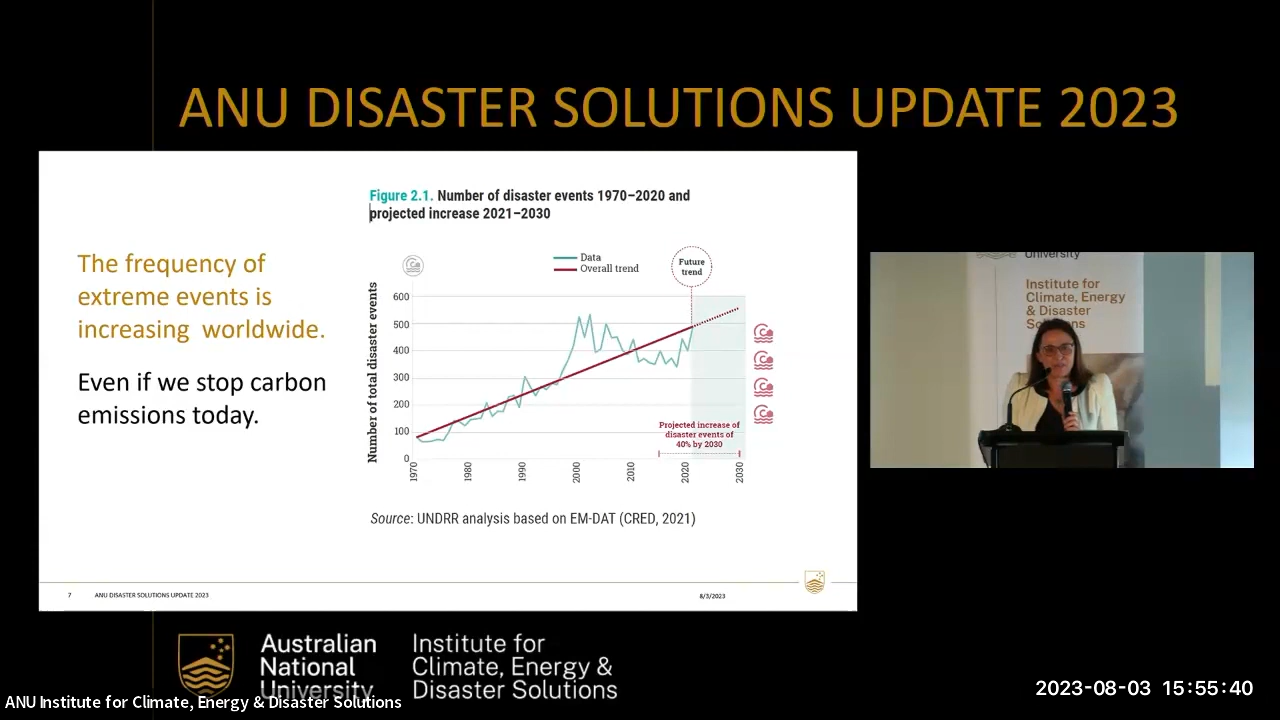 ANU DISASTER SOLUTIONS UPDATE 2023
The frequency of
extreme events is
increasing worldwide.
Even if we stop carbon
emissions today.
Figure 2.1. Number of disaster events 1970–2020 and
projected increase 2021–2030
Data
Overall trend
Future
trend
Number of total disaster events
600
500
400
300
200
100
0
Projected increase of
disaster events of
40% by 2030
1970
1980
1990
2000
2010
2020
2030
Source: UNDRR analysis based on EM-DAT (CRED, 2021)
7
ANU DISASTER SOLUTIONS UPDATE 2023
8/3/2023
University
Institute for
Climate, Energy
& Disaster
Solutions
Australian
National
University
Institute for
Climate, Energy &
Disaster Solutions
ANU Institute for Climate, Energy & Disaster Solutions
2023-08-03 15:55:40